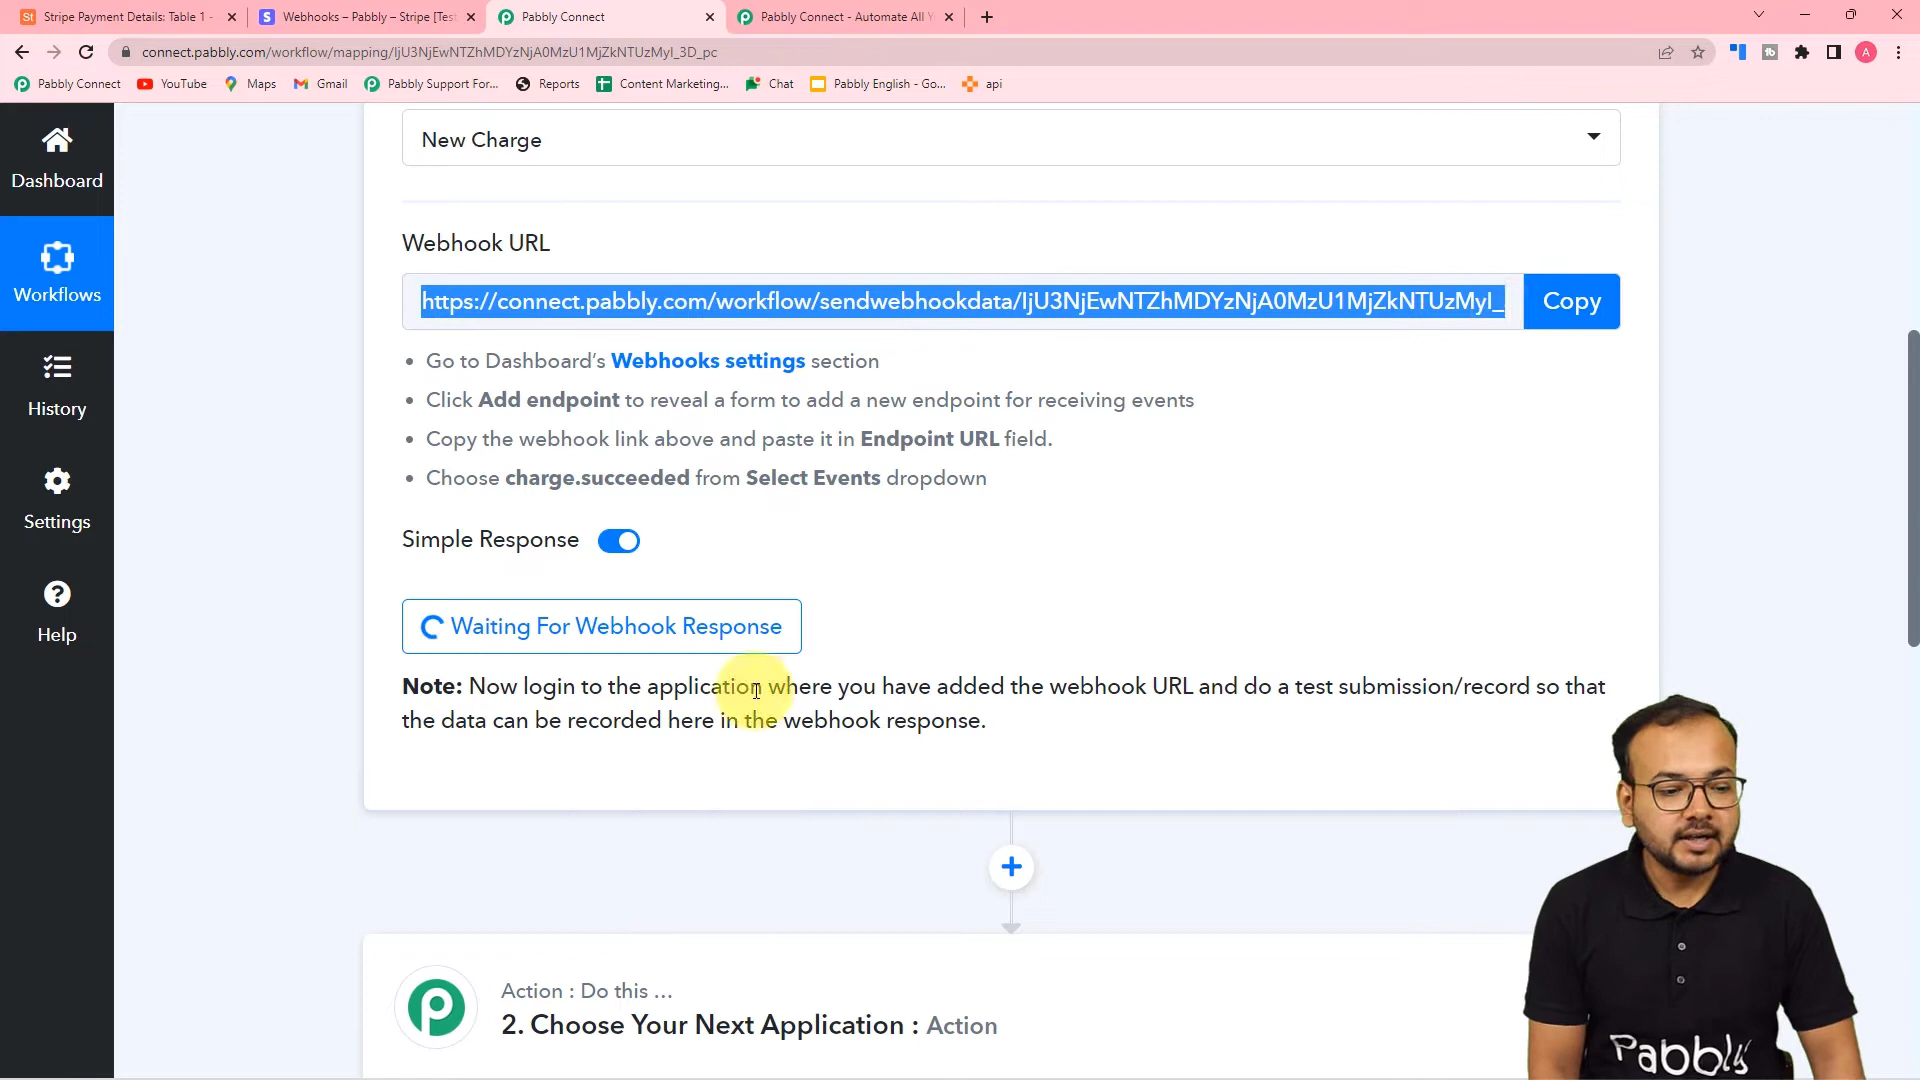 Stripe Payment Details: Table 1 -
Webhooks – Pabbly – Stripe [Test
Pabbly Connect
Pabbly Connect - Automate All Y
connect.pabbly.com/workflow/mapping/IjU3NjEwNTZhMDYzNjA0MzU1MjZkNTUzMyI_3D_pc
A
Pabbly Connect
YouTube
Maps
Gmail
Pabbly Support For...
Reports
Content Marketing...
Chat
Pabbly English - Go...
api
Dashboard
Workflows
History
Settings
Help
New Charge
Webhook URL
https://connect.pabbly.com/workflow/sendwebhookdata/IjU3NjEwNTZhMDYzNjA0MzU1MjZkNTUzMyI_
Copy
• Go to Dashboard's Webhooks settings section
• Click Add endpoint to reveal a form to add a new endpoint for receiving events
• Copy the webhook link above and paste it in Endpoint URL field.
• Choose charge.succeeded from Select Events dropdown
Simple Response
Waiting For Webhook Response
Note: Now login to the application where you have added the webhook URL and do a test submission/record so that
the data can be recorded here in the webhook response.
Action : Do this ...
2. Choose Your Next Application : Action
Pabbly